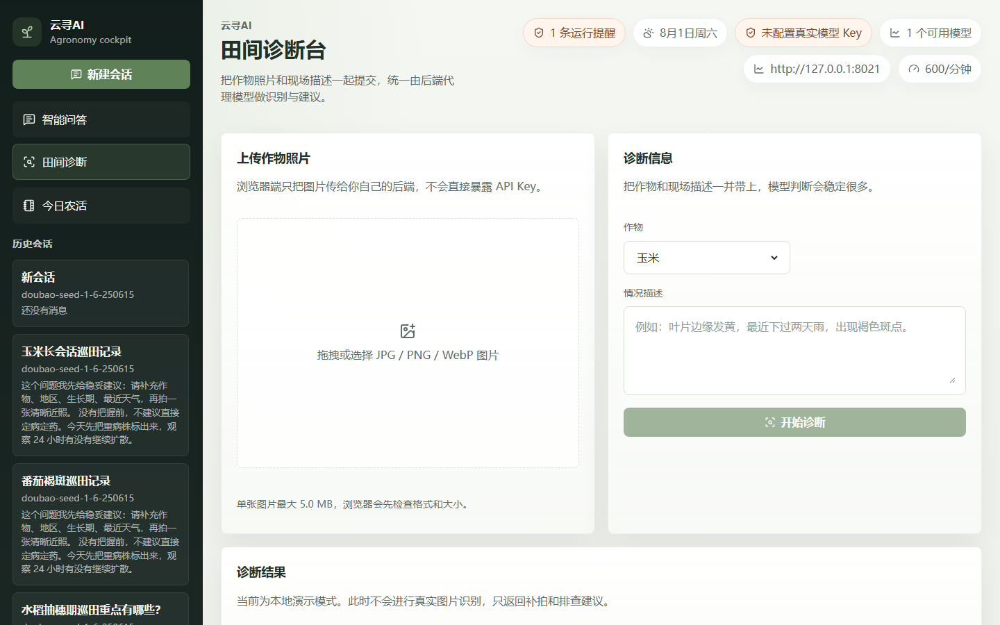 云寻AI
Agronomy cockpit
新建会话
智能问答
田间诊断
今日农活
历史会话
新会话
doubao-seed-1-6-250615
还没有消息
玉米长会话巡田记录
doubao-seed-1-6-250615
这个问题我先给稳妥建议：请补充作
物、地区、生长期、最近天气，再拍一
张清晰近照。 没有把握前，不建议直接
定病定药。今天先把重病株标出来，观
察 24 小时有没有继续扩散。
番茄褐斑巡田记录
doubao-seed-1-6-250615
这个问题我先给稳妥建议：请补充作
物、地区、生长期、最近天气，再拍一
张清晰近照。 没有把握前，不建议直接
定病定药。今天先把重病株标出来，观
察 24 小时有没有继续扩散。
水稻抽穗期巡田重点有哪些?
云寻AI
田间诊断台
把作物照片和现场描述一起提交，统一由后端代
理模型做识别与建议。
1 条运行提醒
8月1日周六
未配置真实模型 Key
1 个可用模型
http://127.0.0.1:8021
600/分钟
上传作物照片
浏览器端只把图片传给你自己的后端，不会直接暴露 API Key。
拖拽或选择 JPG / PNG / WebP 图片
单张图片最大 5.0 MB，浏览器会先检查格式和大小。
诊断信息
把作物和现场描述一并带上，模型判断会稳定很多。
作物
玉米
情况描述
例如：叶片边缘发黄，最近下过两天雨，出现褐色斑点。
开始诊断
诊断结果
当前为本地演示模式。此时不会进行真实图片识别，只返回补拍和排查建议。